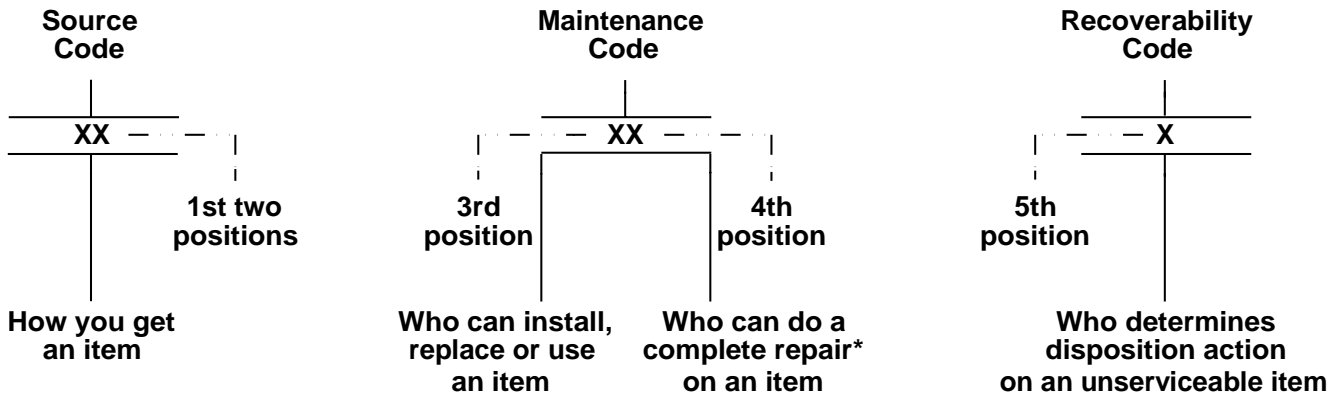 Source
Code
Maintenance
Code
Recoverability
Code
XX
XX
X
1st two
positions
3rd
position
4th
position
5th
position
How you get
an item
Who can install,
replace or use
an item
Who can do a
complete repair*
on an item
Who determines
disposition action
on an unserviceable item